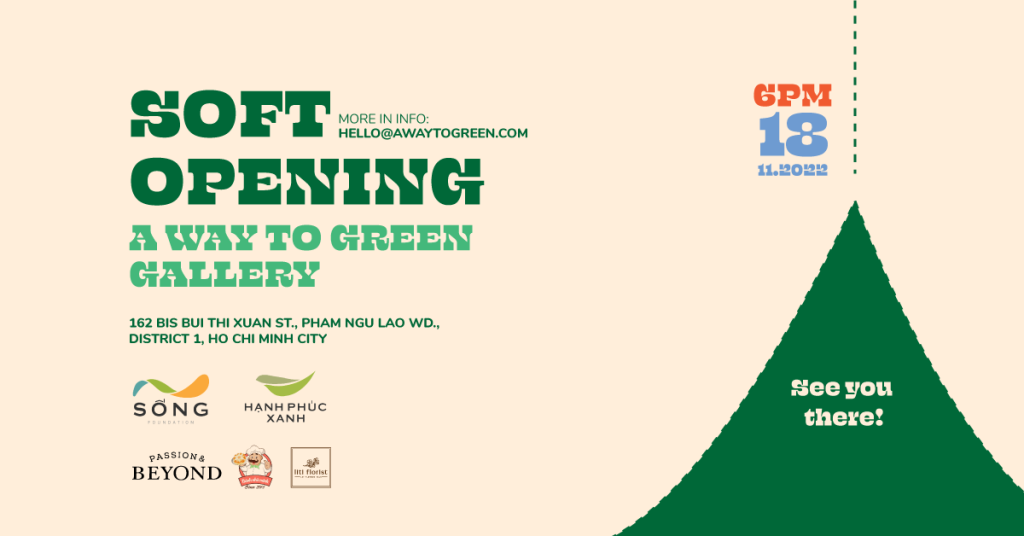 SOFT
MORE IN INFO:
HELLO@AWAYTOGREEN.COM
OPENING
A WAY TO GREEN
GALLERY
162 BIS BUI THI XUAN ST., PHAM NGU LAO WD.,
DISTRICT 1, HO CHI MINH CITY
SỐNG
FOUNDATION
HẠNH PHÚC
XANH
PASSION &
BEYOND
liti florist
6PM
18
11.2022
See you
there!